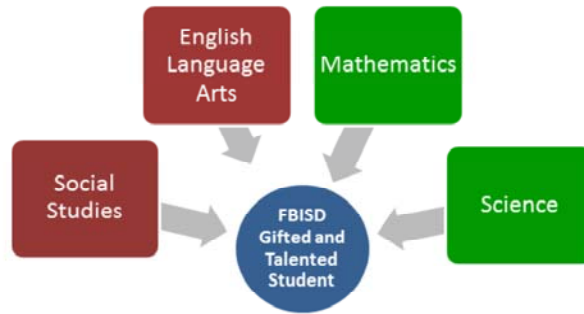 English
Language
Arts
Mathematics
Social
Studies
Science
FBISD
Gifted and
Talented
Student